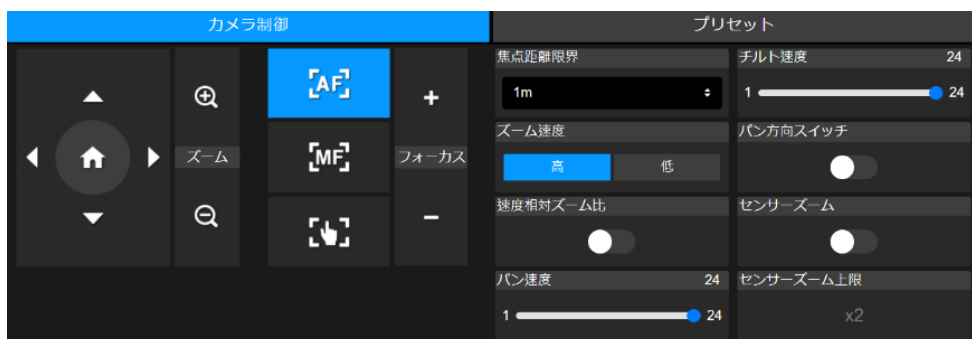 カメラ制御
プリセット
AF
MF
ズーム
フォーカス
焦点距離限界
1m
チルト速度 24
1 24
ズーム速度
高 低
パン方向スイッチ
速度相対ズーム比
センサーズーム
パン速度 24
1 24
センサーズーム上限
x2